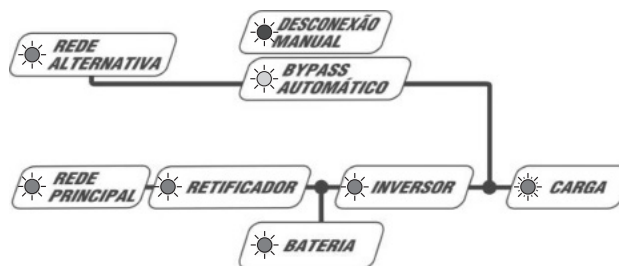 DESCONEXÃO
MANUAL
REDE
ALTERNATIVA
BYPASS
AUTOMÁTICO
REDE
PRINCIPAL
RETIFICADOR
INVERSOR
CARGA
BATERIA